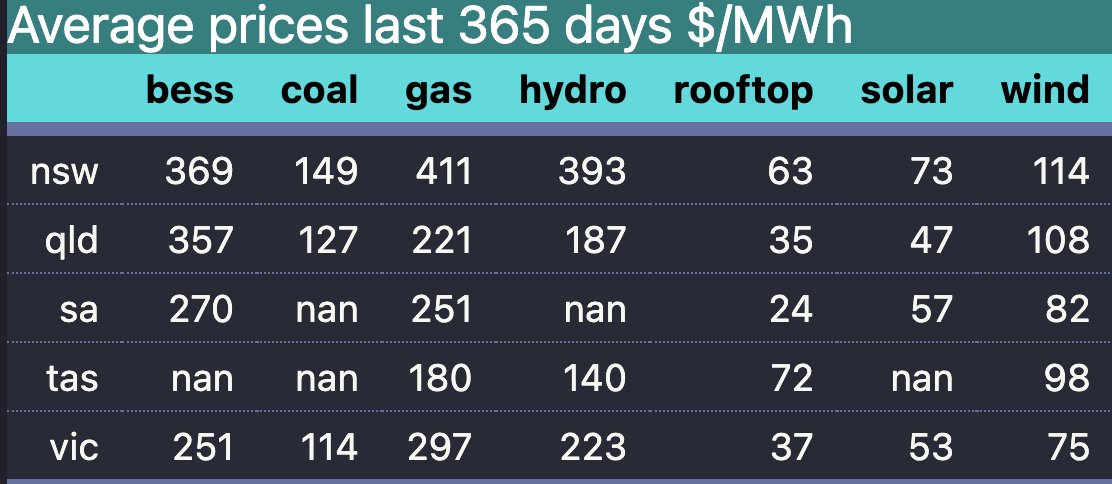 Average prices last 365 days $/MWh
bess coal gas hydro rooftop solar wind
nsw 369 149 411 393 63 73 114
qld 357 127 221 187 35 47 108
sa 270 nan 251 nan 24 57 82
tas nan nan 180 140 72 nan 98
vic 251 114 297 223 37 53 75